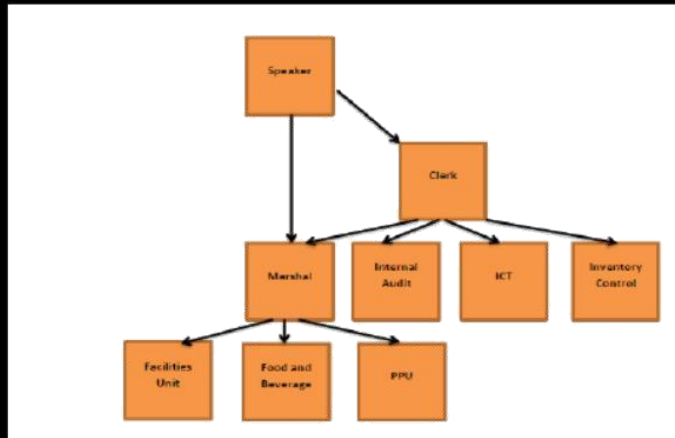 Speaker
Clerk
Marshal
Internal
Audit
ICT
Inventory
Control
Facilities
Unit
Food and
Beverage
PPU